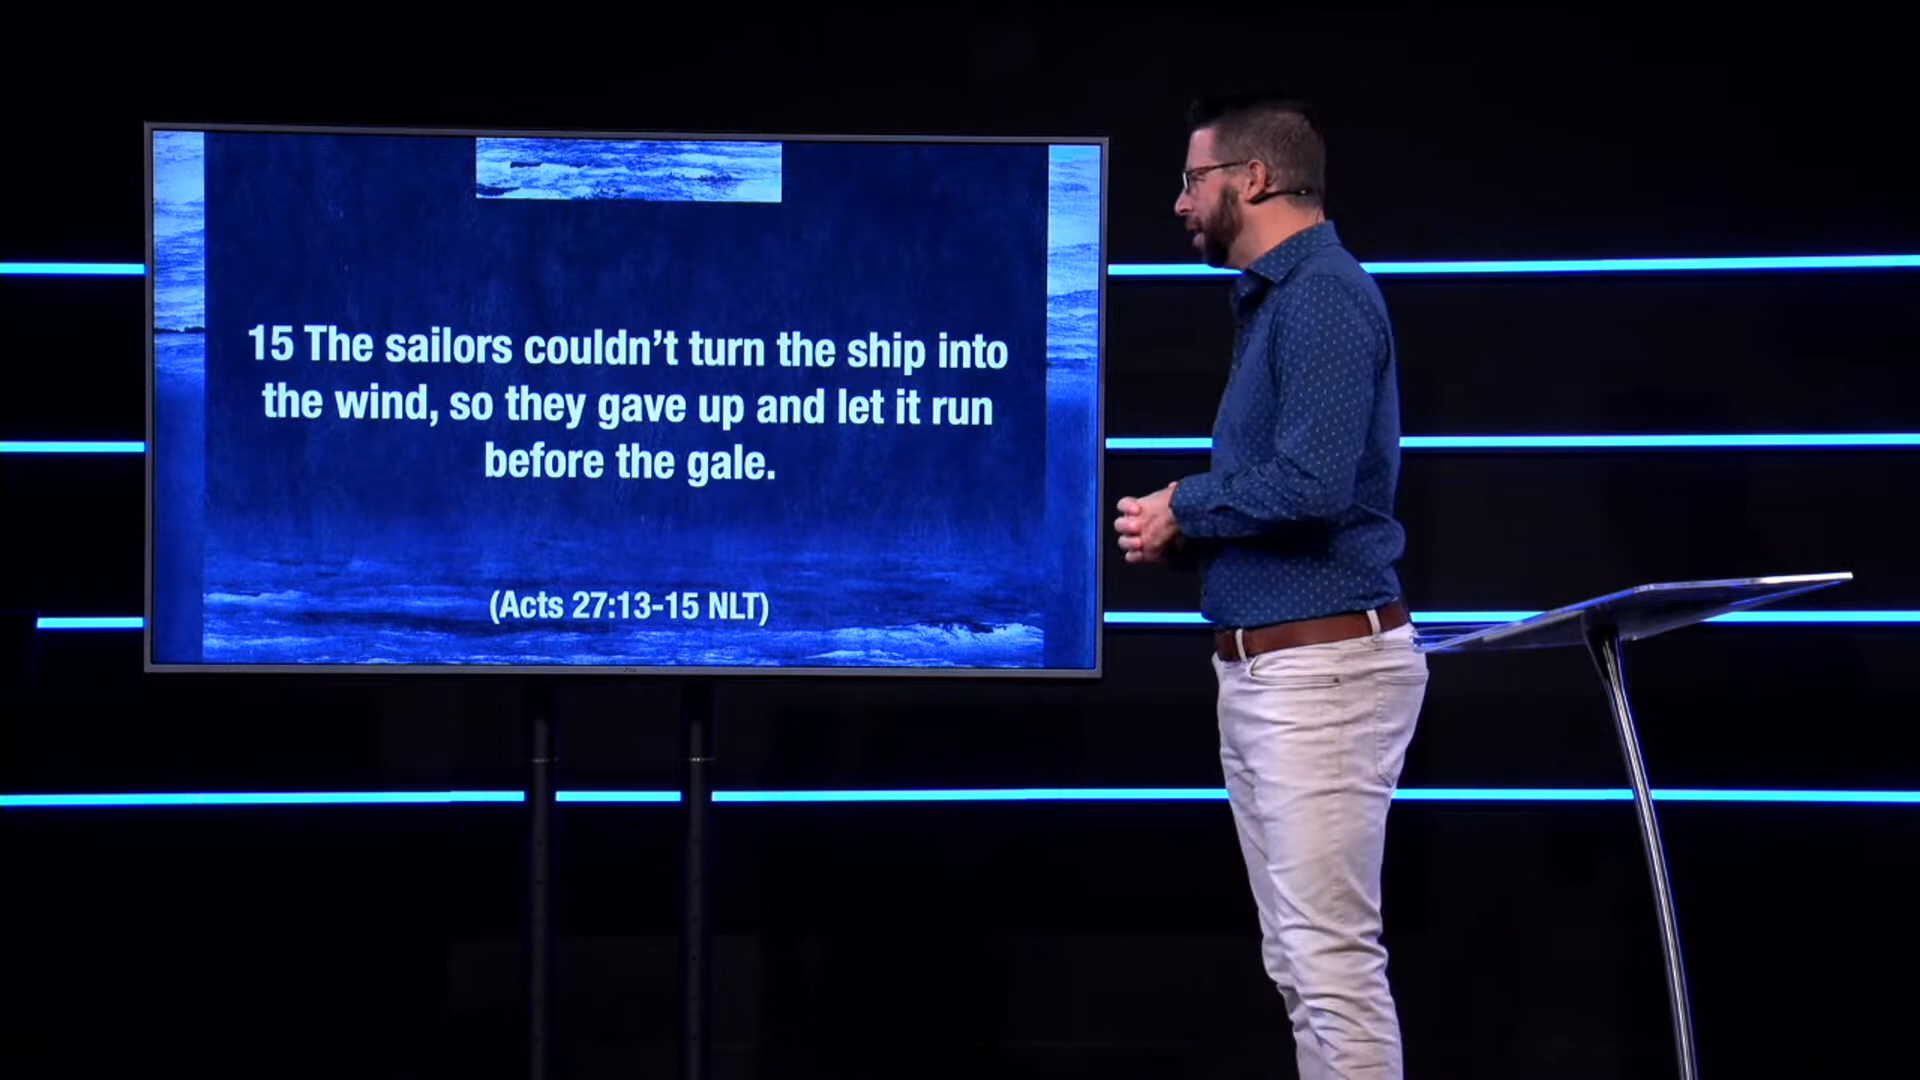 15 The sailors couldn’t turn the ship into
the wind, so they gave up and let it run
before the gale.
(Acts 27:13-15 NLT)